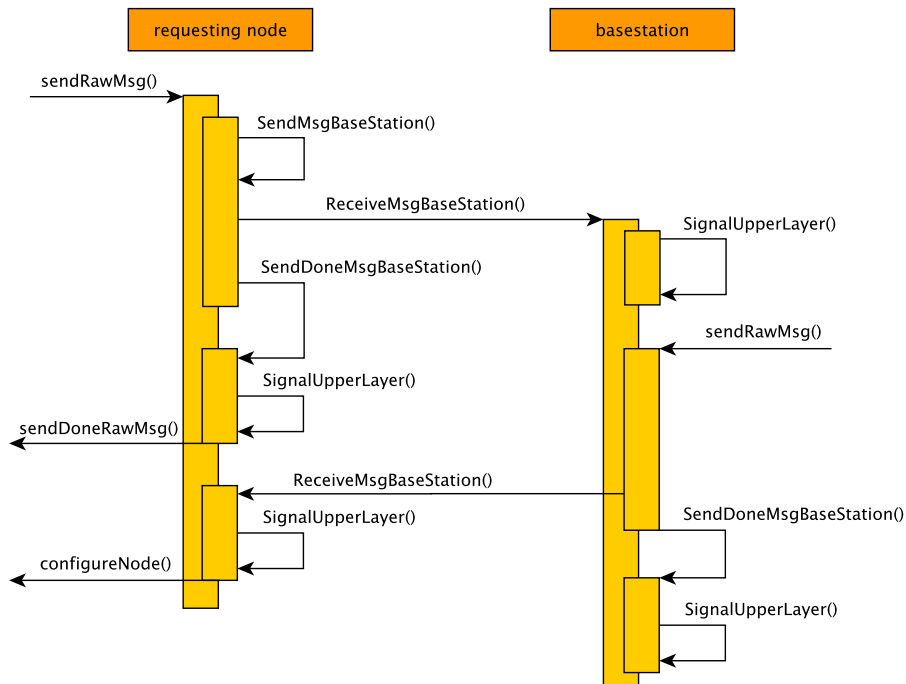 requesting node
basestation
sendRawMsg()
SendMsgBaseStation()
ReceiveMsgBaseStation()
SignalUpperLayer()
SendDoneMsgBaseStation()
sendRawMsg()
SignalUpperLayer()
sendDoneRawMsg()
ReceiveMsgBaseStation()
SignalUpperLayer()
SendDoneMsgBaseStation()
configureNode()
SignalUpperLayer()